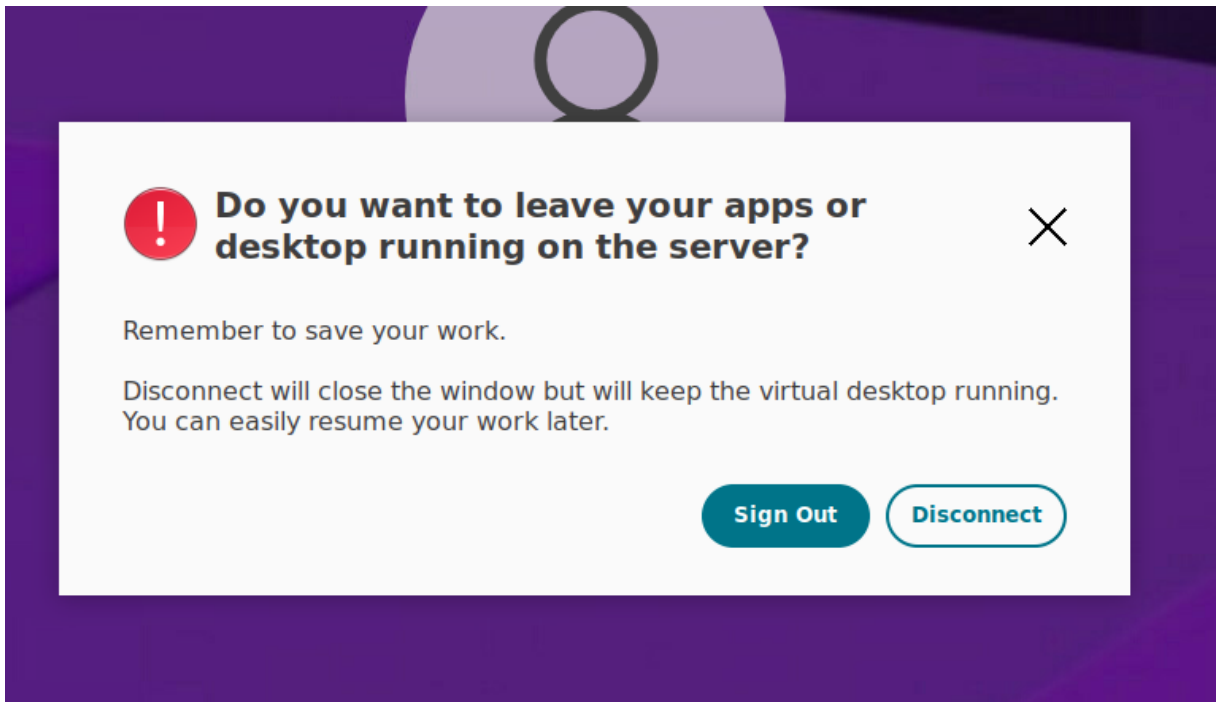 Do you want to leave your apps or
desktop running on the server?
Remember to save your work.
Disconnect will close the window but will keep the virtual desktop running.
You can easily resume your work later.
Sign Out
Disconnect